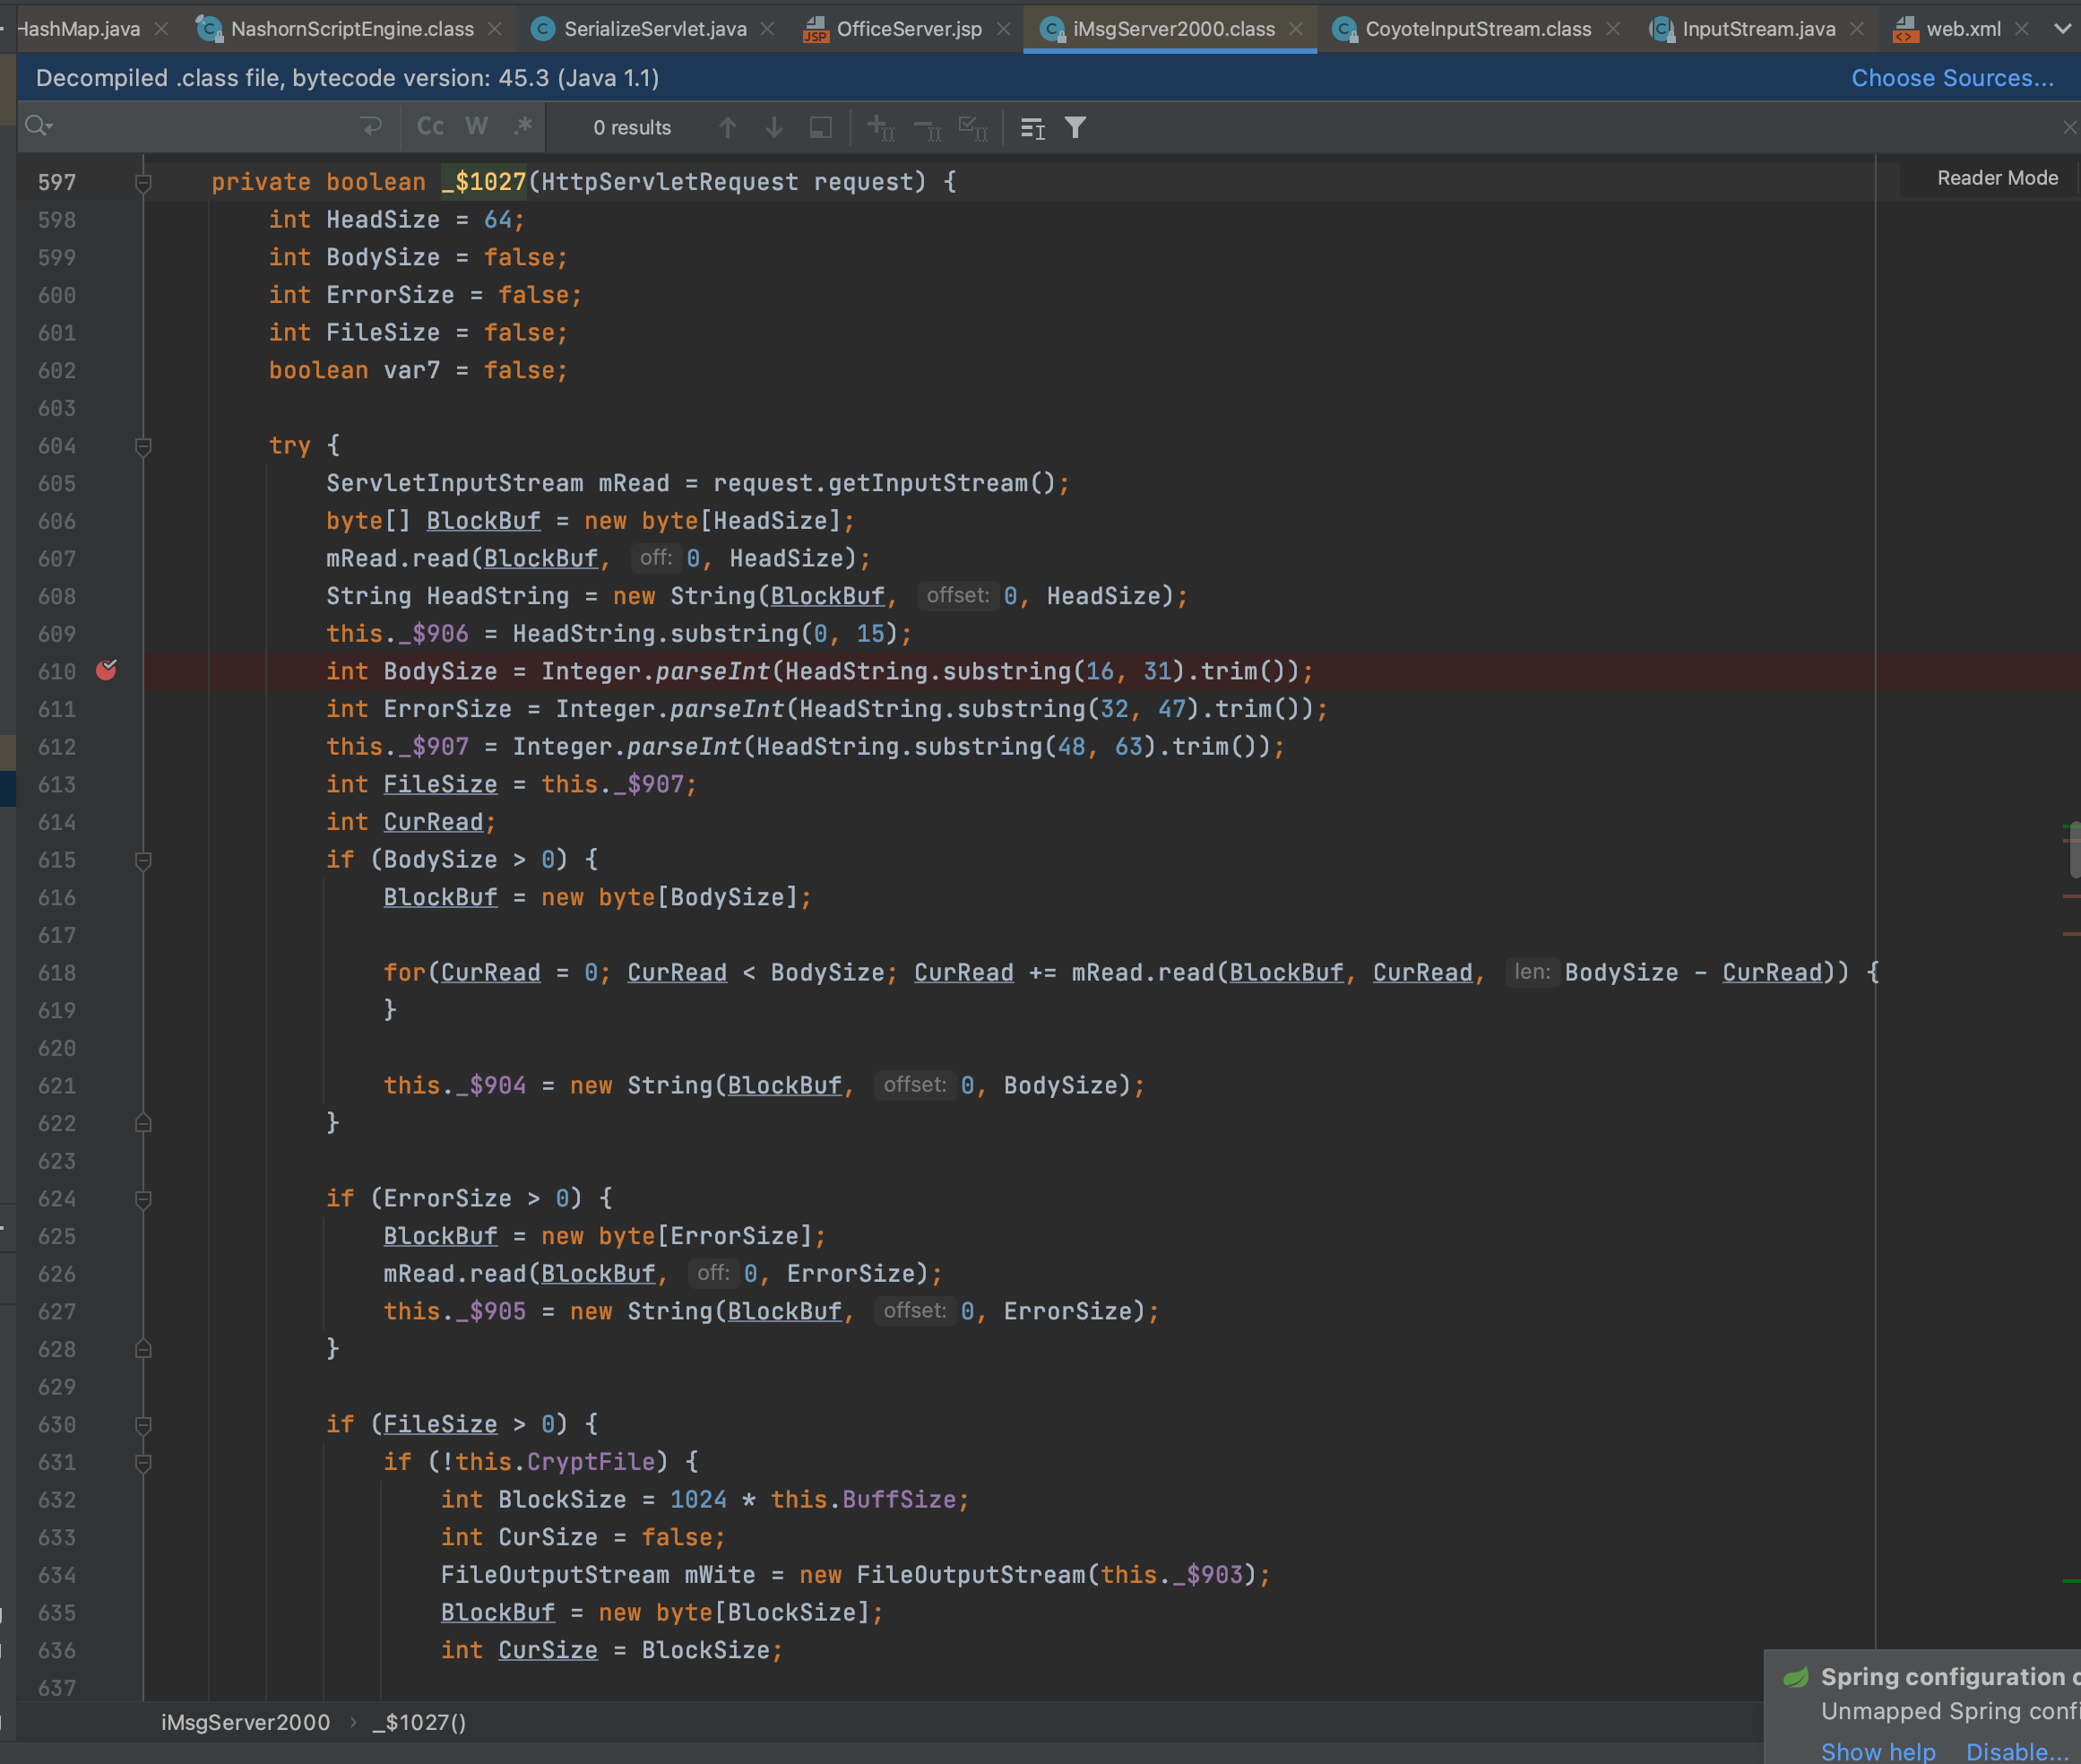 HashMap.java NashornScriptEngine.class SerializeServlet.java OfficeServer.jsp iMsgServer2000.class CoyoteInputStream.class InputStream.java web.xml
Decompiled .class file, bytecode version: 45.3 (Java 1.1) Choose Sources...
Cc W .* 0 results
Reader Mode
597 private boolean _$1027(HttpServletRequest request) {
598 int HeadSize = 64;
599 int BodySize = false;
600 int ErrorSize = false;
601 int FileSize = false;
602 boolean var7 = false;
603
604 try {
605 ServletInputStream mRead = request.getInputStream();
606 byte[] BlockBuf = new byte[HeadSize];
607 mRead.read(BlockBuf, off: 0, HeadSize);
608 String HeadString = new String(BlockBuf, offset: 0, HeadSize);
609 this._$906 = HeadString.substring(0, 15);
610 int BodySize = Integer.parseInt(HeadString.substring(16, 31).trim());
611 int ErrorSize = Integer.parseInt(HeadString.substring(32, 47).trim());
612 this._$907 = Integer.parseInt(HeadString.substring(48, 63).trim());
613 int FileSize = this._$907;
614 int CurRead;
615 if (BodySize > 0) {
616 BlockBuf = new byte[BodySize];
617
618 for(CurRead = 0; CurRead < BodySize; CurRead += mRead.read(BlockBuf, CurRead, len: BodySize - CurRead)) {
619 }
620
621 this._$904 = new String(BlockBuf, offset: 0, BodySize);
622 }
623
624 if (ErrorSize > 0) {
625 BlockBuf = new byte[ErrorSize];
626 mRead.read(BlockBuf, off: 0, ErrorSize);
627 this._$905 = new String(BlockBuf, offset: 0, ErrorSize);
628 }
629
630 if (FileSize > 0) {
631 if (!this.CryptFile) {
632 int BlockSize = 1024 * this.BuffSize;
633 int CurSize = false;
634 FileOutputStream mWite = new FileOutputStream(this._$903);
635 BlockBuf = new byte[BlockSize];
636 int CurSize = BlockSize;
637
iMsgServer2000 › _$1027()
Spring configuration c
Unmapped Spring confi
Show help Disable...